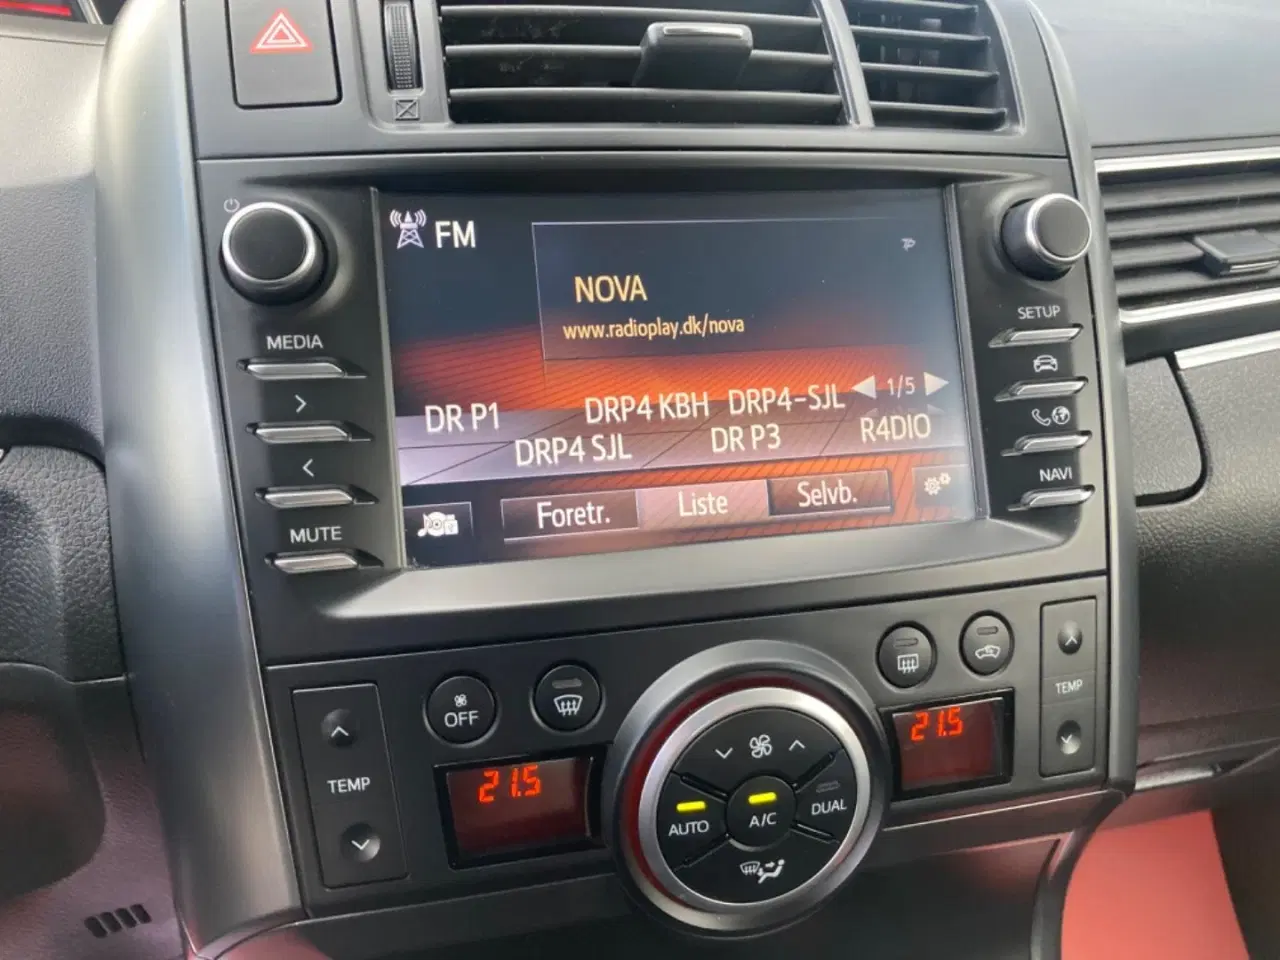 FM
TP
NOVA
www.radioplay.dk/nova
DR P1 DRP4 KBH DRP4-SJL 1/5
DRP4 SJL DR P3 R4DIO
Foretr. Liste Selvb.
MEDIA
MUTE
SETUP
NAVI
TEMP
OFF
21.5
AUTO
A/C
DUAL
21.5
TEMP